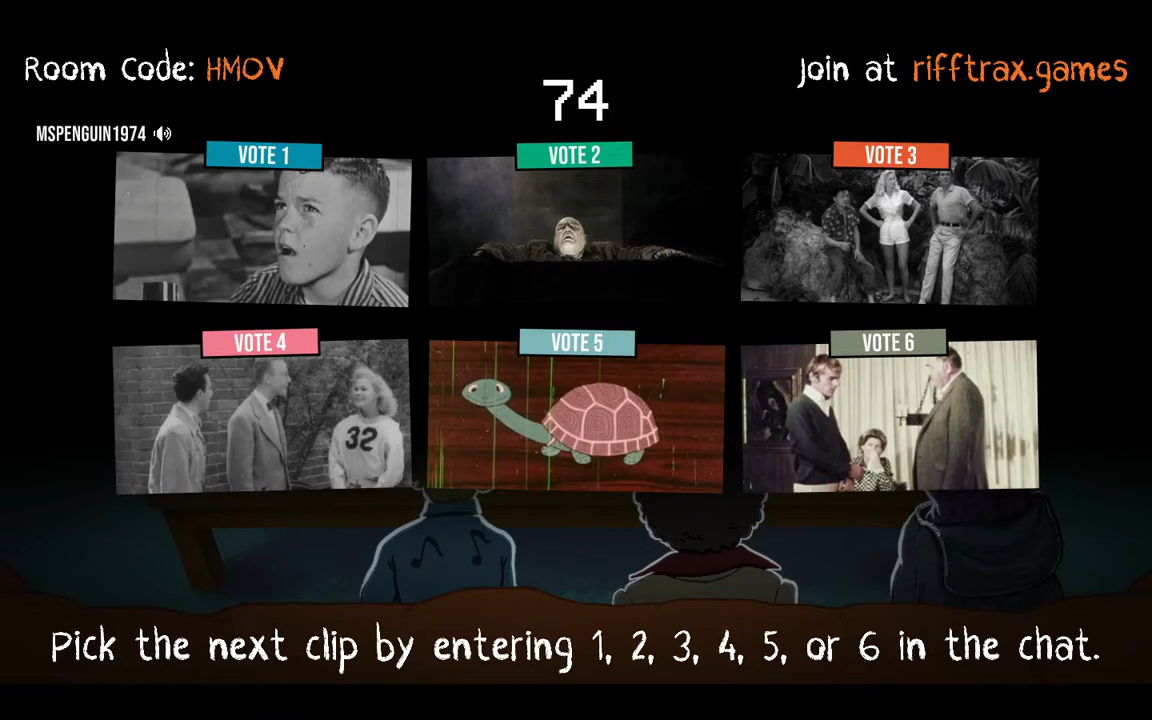 Room Code: HMOV
Join at rifftrax.games
74
MSPENGUIN1974
VOTE 1
VOTE 2
VOTE 3
VOTE 4
VOTE 5
VOTE 6
32
Pick the next clip by entering 1, 2, 3, 4, 5, or 6 in the chat.